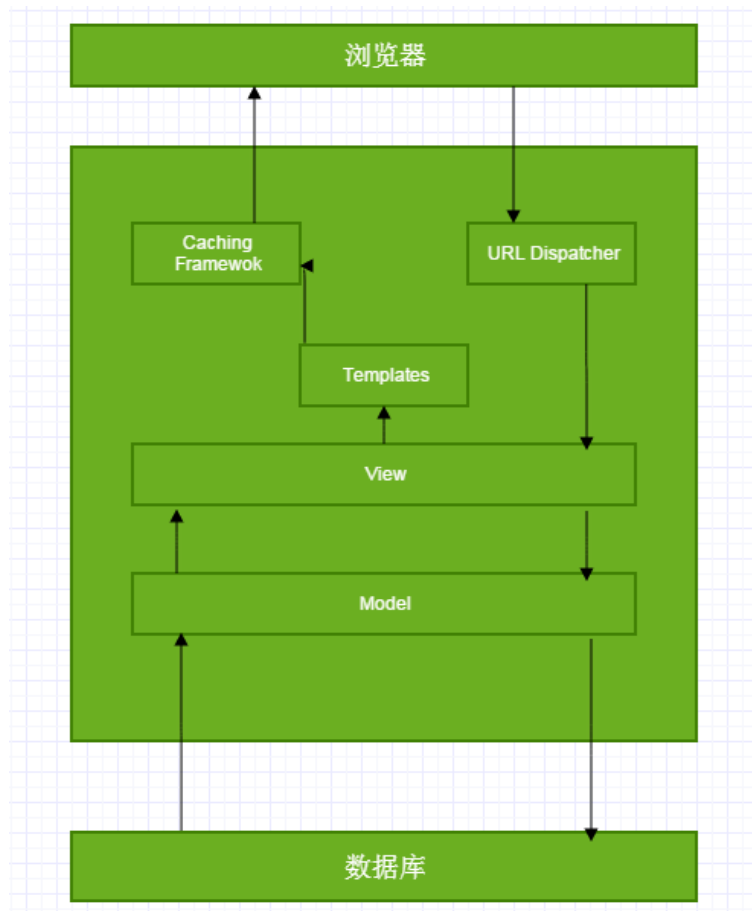 浏览器
Caching
Framewok
URL Dispatcher
Templates
View
Model
数据库